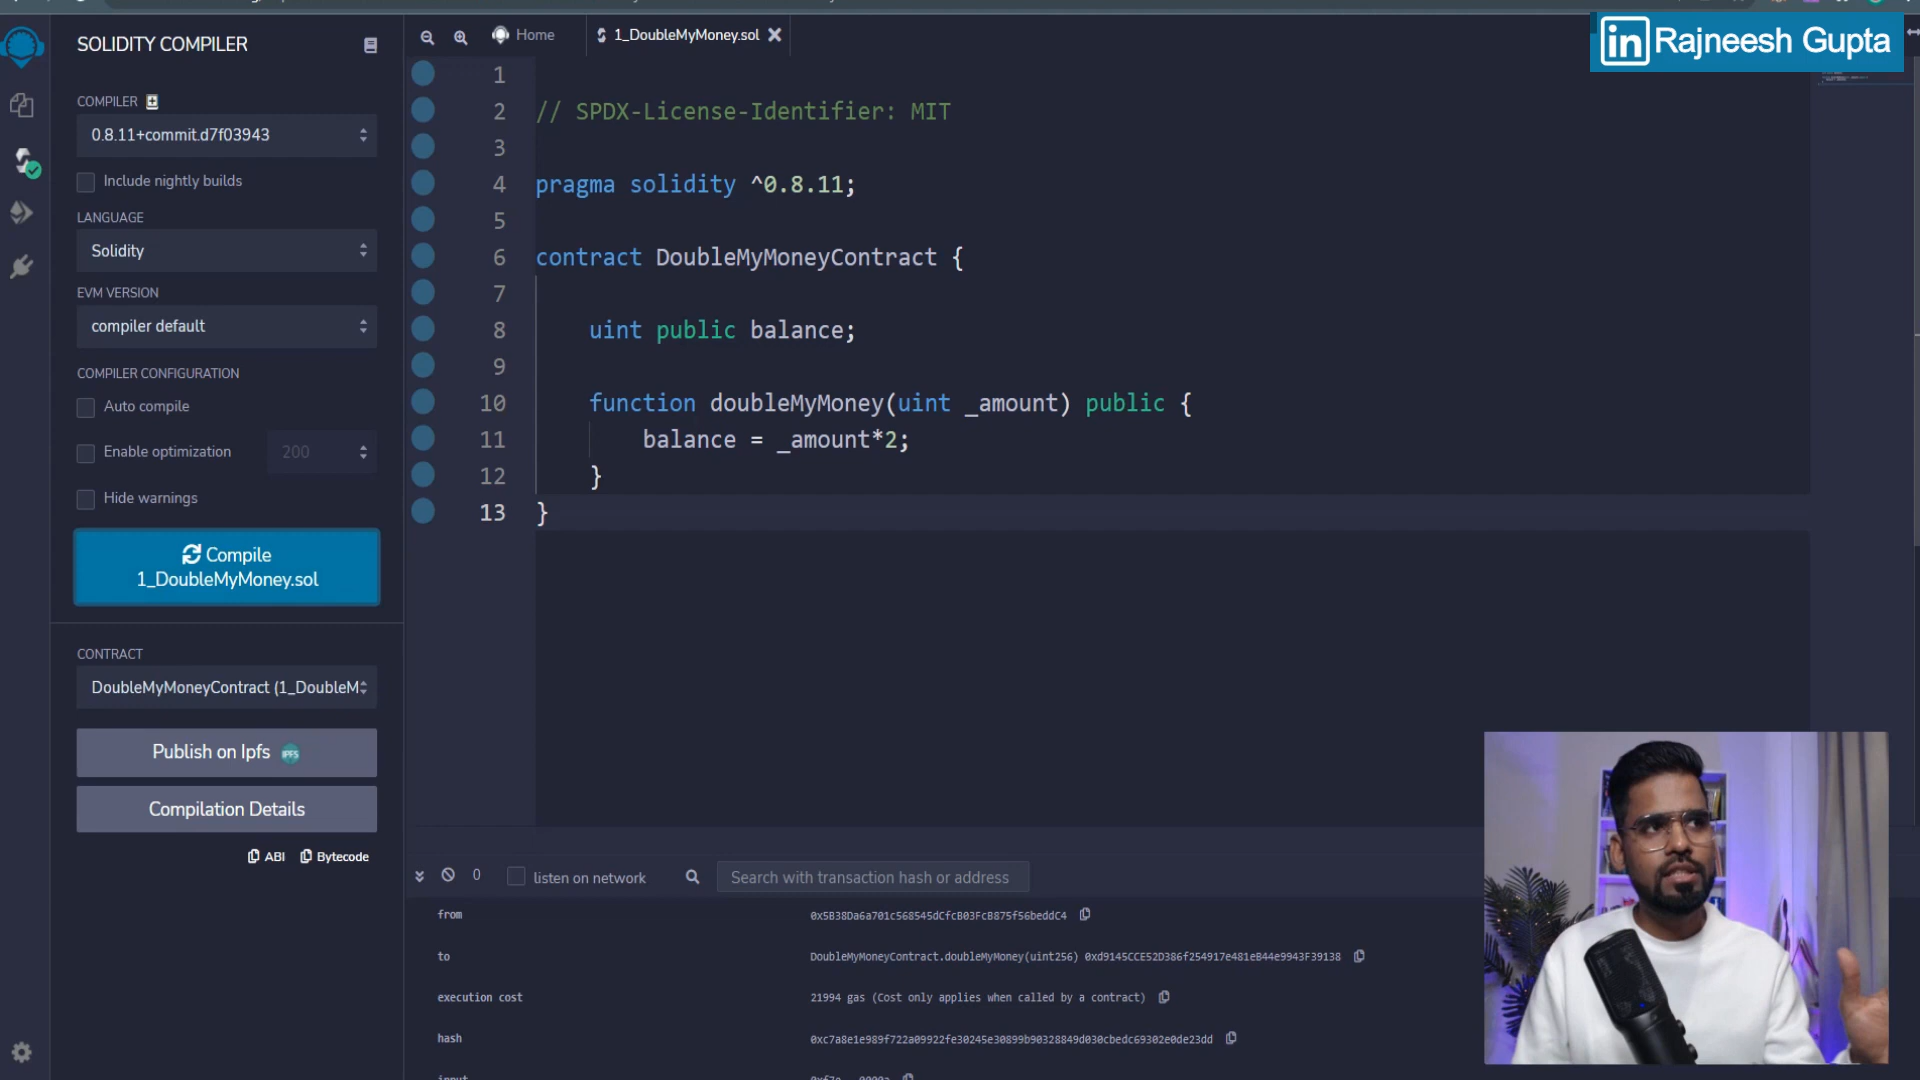 SOLIDITY COMPILER
COMPILER
0.8.11+commit.d7f03943
Include nightly builds
LANGUAGE
Solidity
EVM VERSION
compiler default
COMPILER CONFIGURATION
Auto compile
Enable optimization
200
Hide warnings
Compile
1_DoubleMyMoney.sol
CONTRACT
DoubleMyMoneyContract (1_DoubleM
Publish on Ipfs
IPFS
Compilation Details
ABI
Bytecode
Home
1_DoubleMyMoney.sol
in Rajneesh Gupta
1
2 // SPDX-License-Identifier: MIT
3
4 pragma solidity ^0.8.11;
5
6 contract DoubleMyMoneyContract {
7
8 uint public balance;
9
10 function doubleMyMoney(uint _amount) public {
11 balance = _amount*2;
12 }
13 }
0
listen on network
Search with transaction hash or address
from 0x5B38Da6a701c568545dCfcB03FcB875f56beddC4
to DoubleMyMoneyContract.doubleMyMoney(uint256) 0xd9145CCE52D386f254917e481eB44e9943F39138
execution cost 21994 gas (Cost only applies when called by a contract)
hash 0xc7a8e1e989f722a09922fe30245e30899b90328849d030cbedc69302e0de23dd